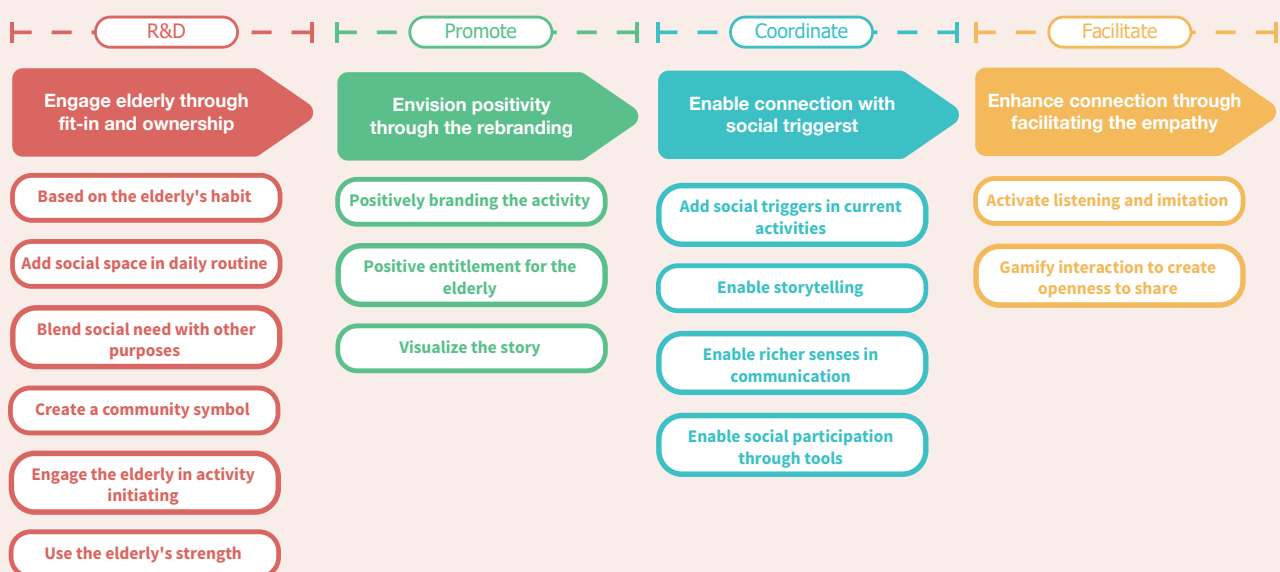 R&D
Engage elderly through
fit-in and ownership
Based on the elderly's habit
Add social space in daily routine
Blend social need with other
purposes
Create a community symbol
Engage the elderly in activity
initiating
Use the elderly's strength
Promote
Envision positivity
through the rebranding
Positively branding the activity
Positive entitlement for the
elderly
Visualize the story
Coordinate
Enable connection with
social triggerst
Add social triggers in current
activities
Enable storytelling
Enable richer senses in
communication
Enable social participation
through tools
Facilitate
Enhance connection through
facilitating the empathy
Activate listening and imitation
Gamify interaction to create
openness to share